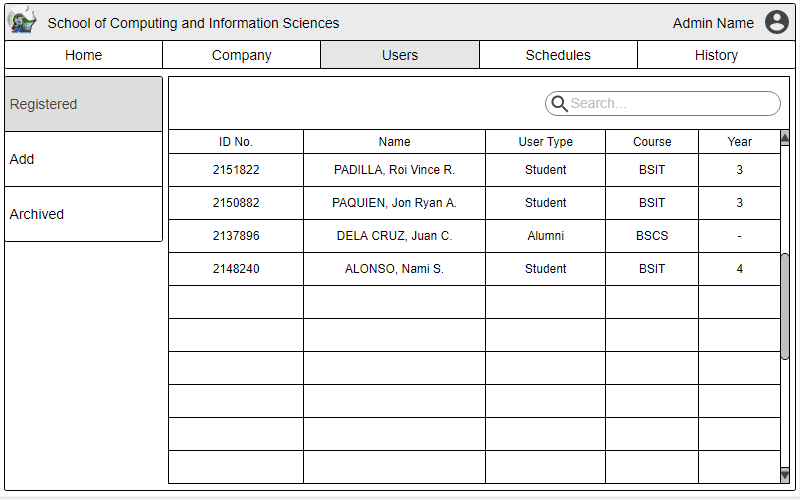 School of Computing and Information Sciences
Admin Name
Home Company Users Schedules History
Registered
Add
Archived
Search...
ID No. Name User Type Course Year
2151822 PADILLA, Roi Vince R. Student BSIT 3
2150882 PAQUIEN, Jon Ryan A. Student BSIT 3
2137896 DELA CRUZ, Juan C. Alumni BSCS -
2148240 ALONSO, Nami S. Student BSIT 4